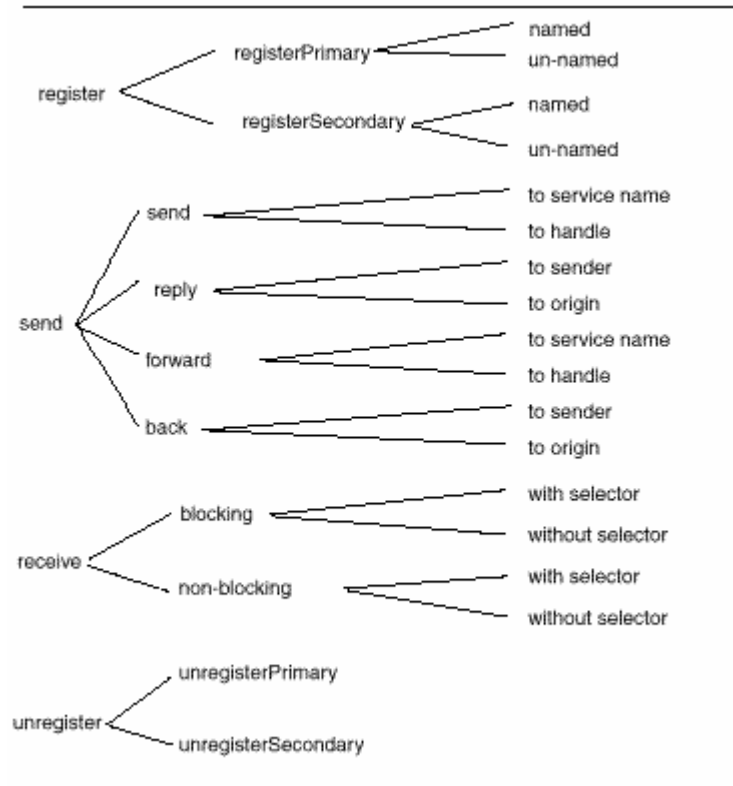 register
registerPrimary
named
un-named
registerSecondary
named
un-named
send
send
to service name
to handle
reply
to sender
to origin
forward
to service name
to handle
back
to sender
to origin
receive
blocking
with selector
without selector
non-blocking
with selector
without selector
unregister
unregisterPrimary
unregisterSecondary